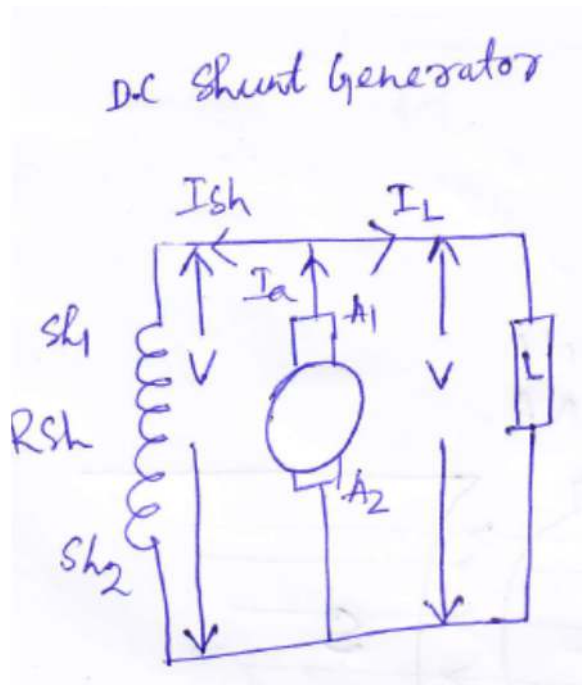 D.C Shunt Generator
Ish IL
Ia A1
Sh1
V V L
RSh
A2
Sh2